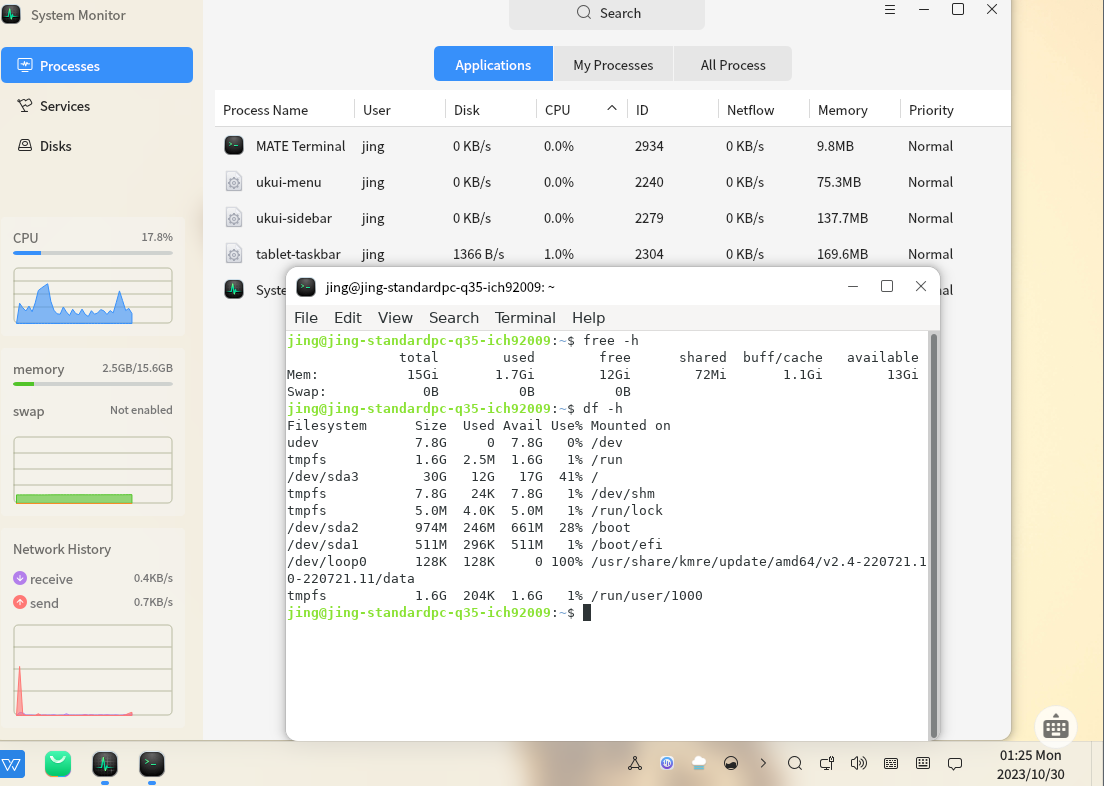 System Monitor
Search
Processes
Services
Disks
Applications
My Processes
All Process
Process Name User Disk CPU ID Netflow Memory Priority
MATE Terminal jing 0 KB/s 0.0% 2934 0 KB/s 9.8MB Normal
ukui-menu jing 0 KB/s 0.0% 2240 0 KB/s 75.3MB Normal
ukui-sidebar jing 0 KB/s 0.0% 2279 0 KB/s 137.7MB Normal
tablet-taskbar jing 1366 B/s 1.0% 2304 0 KB/s 169.6MB Normal
CPU 17.8%
memory 2.5GB/15.6GB
swap Not enabled
Network History
receive 0.4KB/s
send 0.7KB/s
jing@jing-standardpc-q35-ich92009: ~
File Edit View Search Terminal Help
jing@jing-standardpc-q35-ich92009:~$ free -h
              total        used        free      shared  buff/cache   available
Mem:           15Gi       1.7Gi        12Gi        72Mi       1.1Gi        13Gi
Swap:            0B          0B          0B
jing@jing-standardpc-q35-ich92009:~$ df -h
Filesystem      Size  Used Avail Use% Mounted on
udev            7.8G     0  7.8G   0% /dev
tmpfs           1.6G  2.5M  1.6G   1% /run
/dev/sda3        30G   12G   17G  41% /
tmpfs           7.8G   24K  7.8G   1% /dev/shm
tmpfs           5.0M  4.0K  5.0M   1% /run/lock
/dev/sda2       974M  246M  661M  28% /boot
/dev/sda1       511M  296K  511M   1% /boot/efi
/dev/loop0      128K  128K     0 100% /usr/share/kmre/update/amd64/v2.4-220721.1
0-220721.11/data
tmpfs           1.6G  204K  1.6G   1% /run/user/1000
jing@jing-standardpc-q35-ich92009:~$
01:25 Mon
2023/10/30